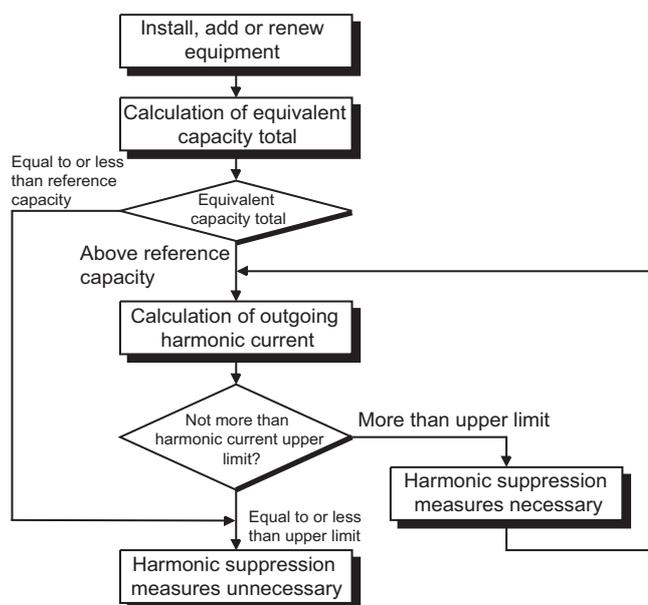 Install, add or renew
equipment
Calculation of equivalent
capacity total
Equal to or less
than reference
capacity
Equivalent
capacity total
Above reference
capacity
Calculation of outgoing
harmonic current
Not more than
harmonic current upper
limit?
More than upper limit
Harmonic suppression
measures necessary
Equal to or less
than upper limit
Harmonic suppression
measures unnecessary